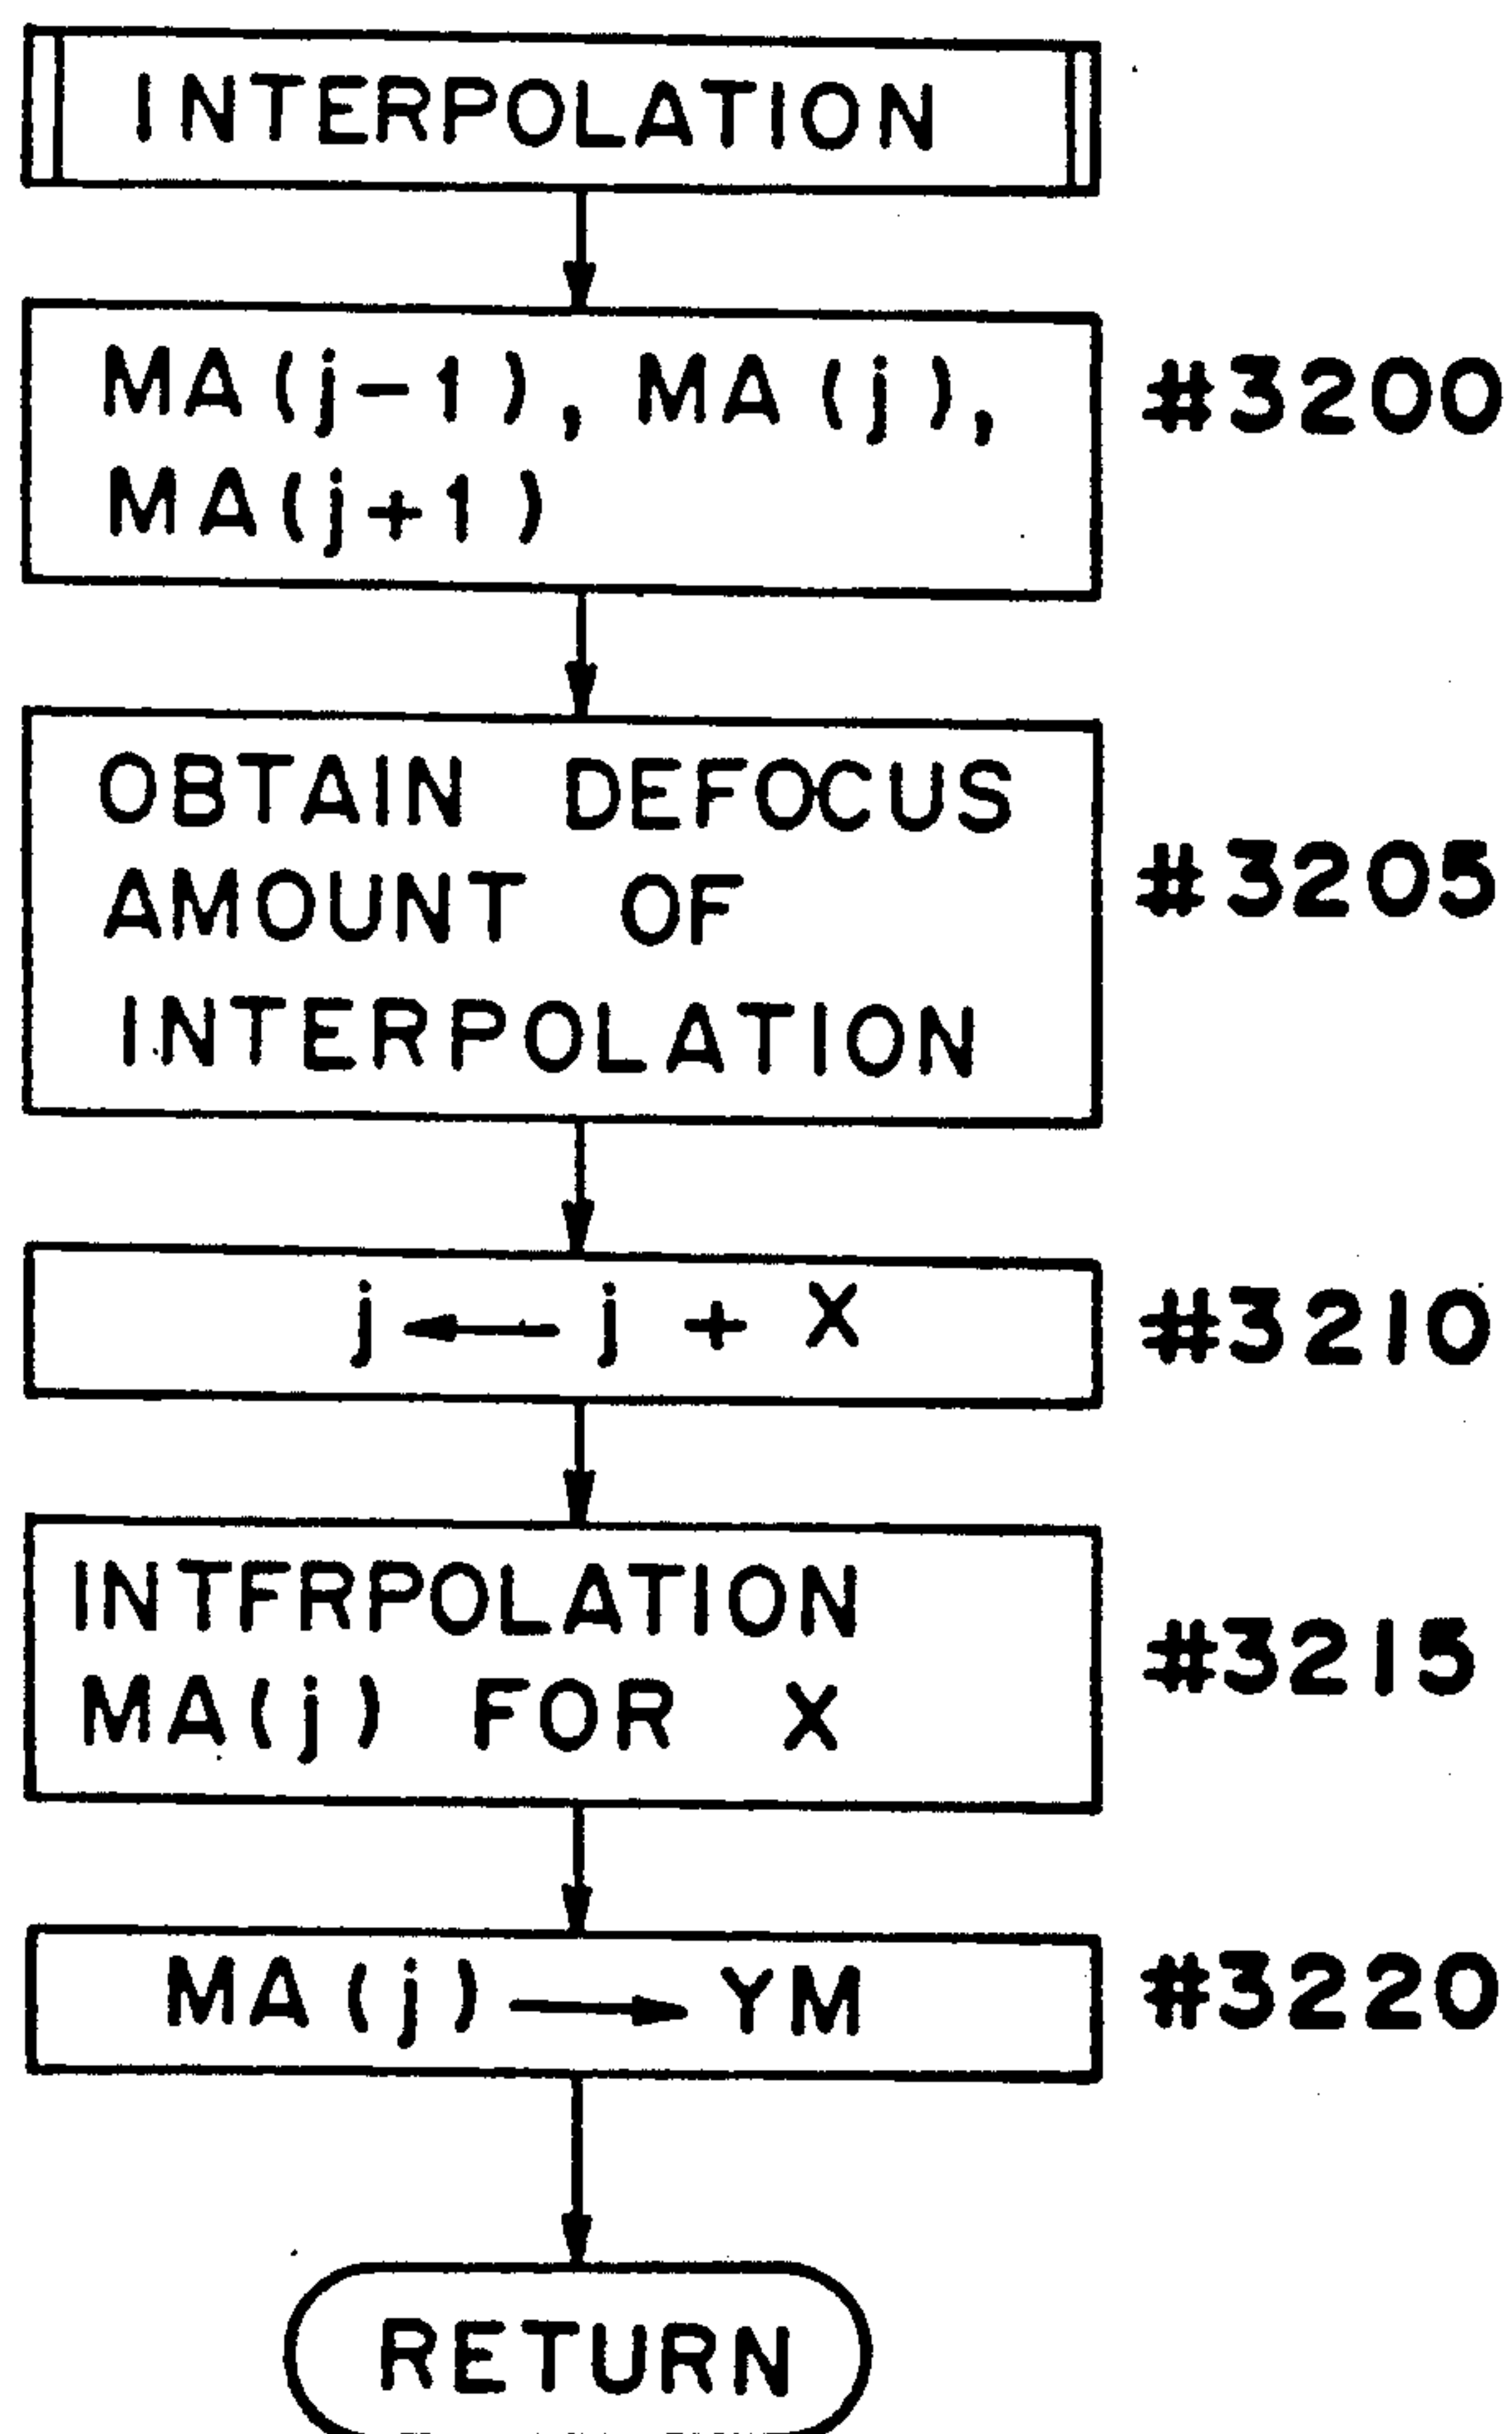 INTERPOLATION
MA(j-1), MA(j),
MA(j+1)
#3200
OBTAIN DEFOCUS
AMOUNT OF
INTERPOLATION
#3205
j ← j + X
#3210
INTFRPOLATION
MA(j) FOR X
#3215
MA(j) → YM
#3220
RETURN